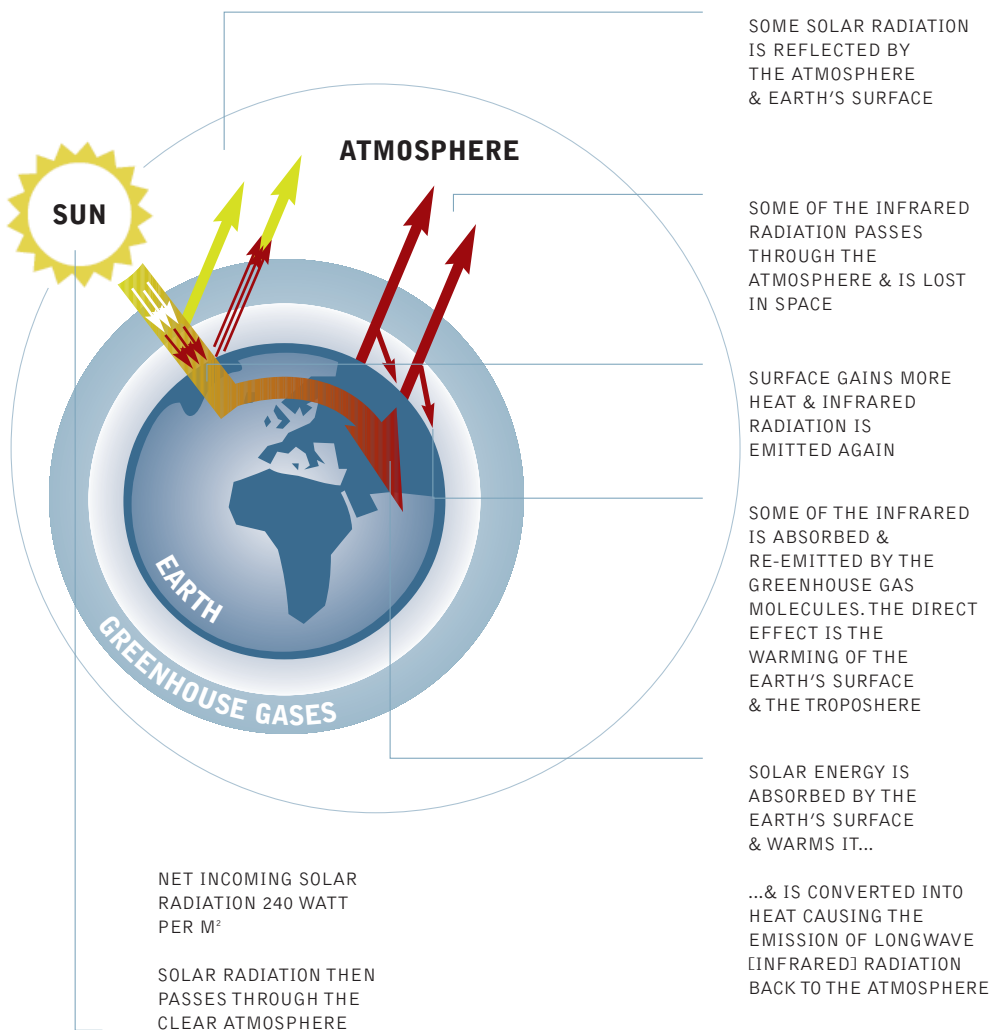 SOME SOLAR RADIATION
IS REFLECTED BY
THE ATMOSPHERE
& EARTH'S SURFACE
ATMOSPHERE
SUN
SOME OF THE INFRARED
RADIATION PASSES
THROUGH THE
ATMOSPHERE & IS LOST
IN SPACE
SURFACE GAINS MORE
HEAT & INFRARED
RADIATION IS
EMITTED AGAIN
SOME OF THE INFRARED
IS ABSORBED &
RE-EMITTED BY THE
GREENHOUSE GAS
MOLECULES. THE DIRECT
EFFECT IS THE
WARMING OF THE
EARTH'S SURFACE
& THE TROPOSHERE
EARTH
GREENHOUSE GASES
SOLAR ENERGY IS
ABSORBED BY THE
EARTH'S SURFACE
& WARMS IT...
...& IS CONVERTED INTO
HEAT CAUSING THE
EMISSION OF LONGWAVE
[INFRARED] RADIATION
BACK TO THE ATMOSPHERE
NET INCOMING SOLAR
RADIATION 240 WATT
PER M²
SOLAR RADIATION THEN
PASSES THROUGH THE
CLEAR ATMOSPHERE